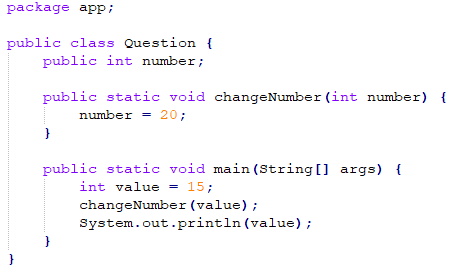 package app;
public class Question {
public int number;
public static void changeNumber(int number) {
number = 20;
}
public static void main(String[] args) {
int value = 15;
changeNumber(value);
System.out.println(value);
}
}